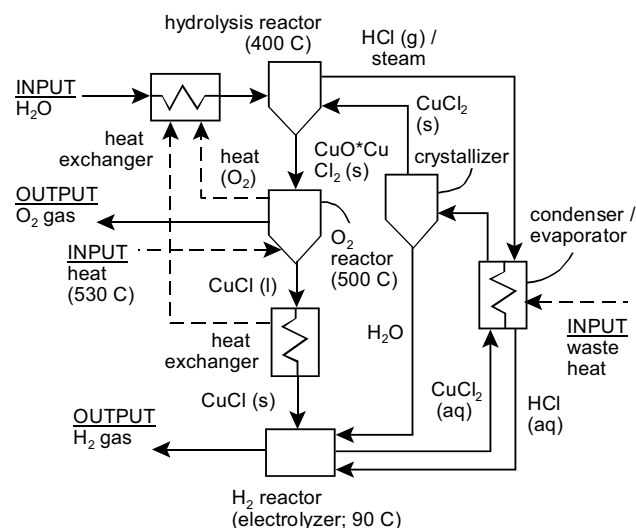 hydrolysis reactor
(400 C)
HCl (g) /
steam
INPUT
H₂O
CuCl₂
(s)
heat
exchanger
heat
(O₂)
CuO*Cu
Cl₂ (s)
crystallizer
OUTPUT
O₂ gas
condenser /
evaporator
INPUT
heat
(530 C)
O₂
reactor
(500 C)
CuCl (l)
INPUT
waste
heat
heat
exchanger
H₂O
CuCl₂
(aq)
HCl
(aq)
CuCl (s)
OUTPUT
H₂ gas
H₂ reactor
(electrolyzer; 90 C)